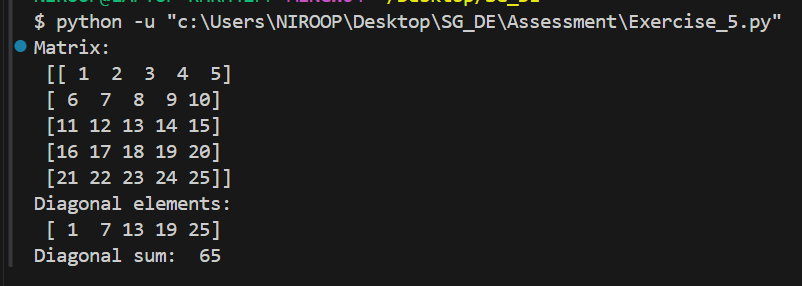 $ python -u "c:\Users\NIROOP\Desktop\SG_DE\Assessment\Exercise_5.py"
Matrix:
[[ 1  2  3  4  5]
[ 6  7  8  9 10]
[11 12 13 14 15]
[16 17 18 19 20]
[21 22 23 24 25]]
Diagonal elements:
[ 1  7 13 19 25]
Diagonal sum:  65